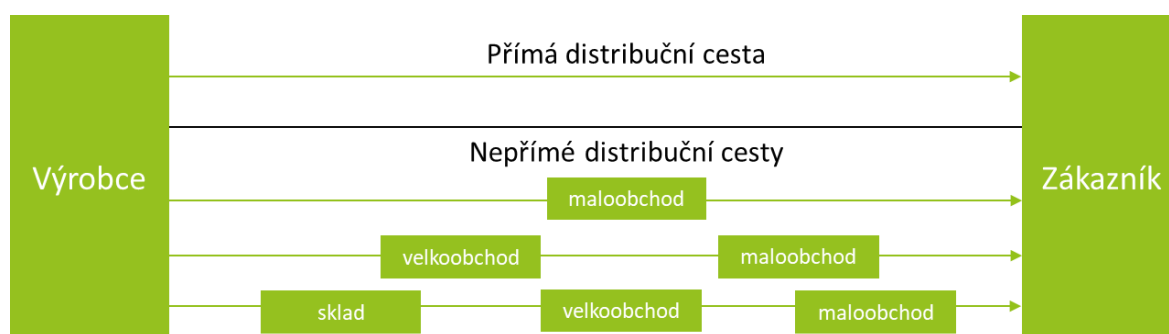 Přímá distribuční cesta
Výrobce
Nepřímé distribuční cesty
Zákazník
maloobchod
velkoobchod maloobchod
sklad velkoobchod maloobchod